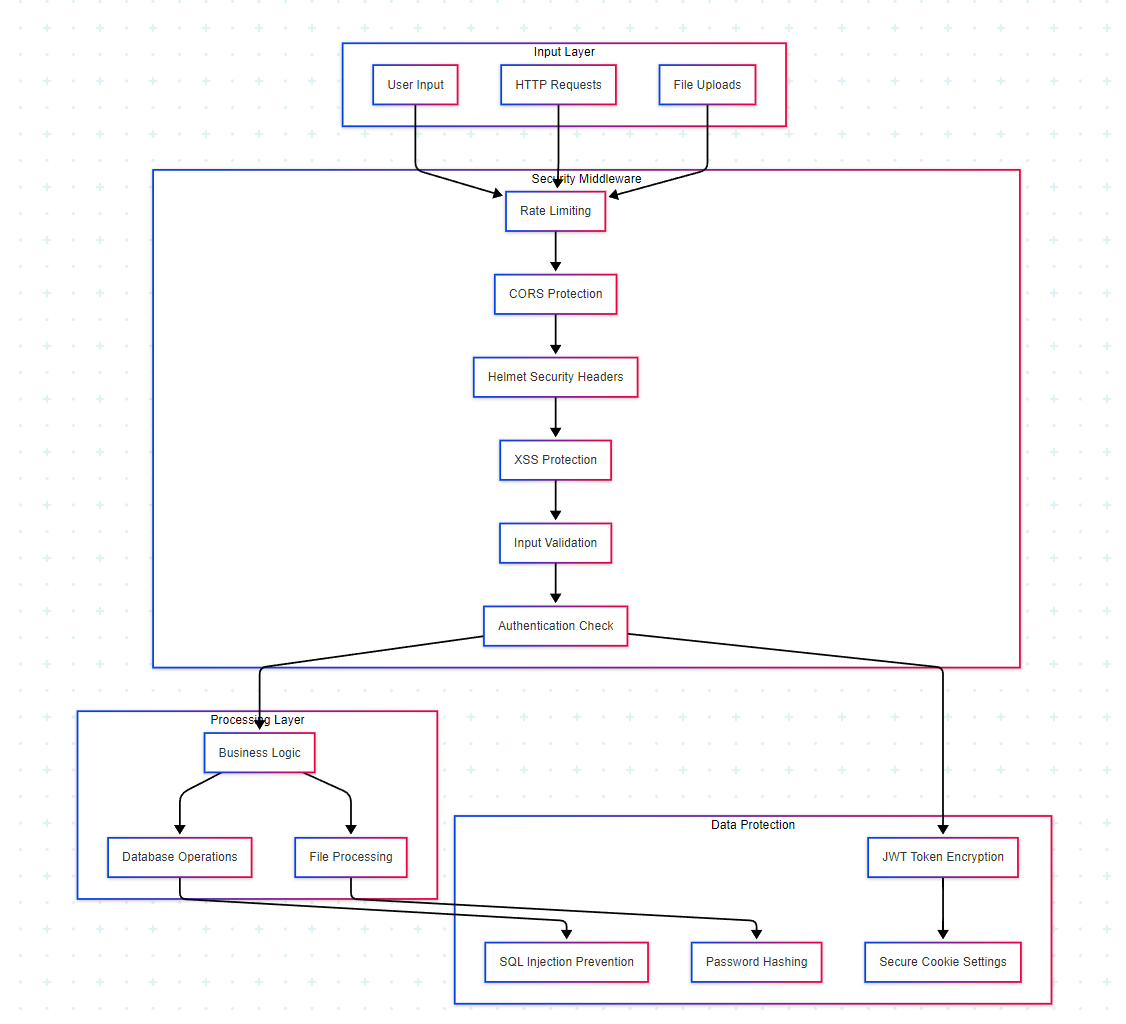 Input Layer
User Input
HTTP Requests
File Uploads
Security Middleware
Rate Limiting
CORS Protection
Helmet Security Headers
XSS Protection
Input Validation
Authentication Check
Processing Layer
Business Logic
Database Operations
File Processing
Data Protection
JWT Token Encryption
SQL Injection Prevention
Password Hashing
Secure Cookie Settings